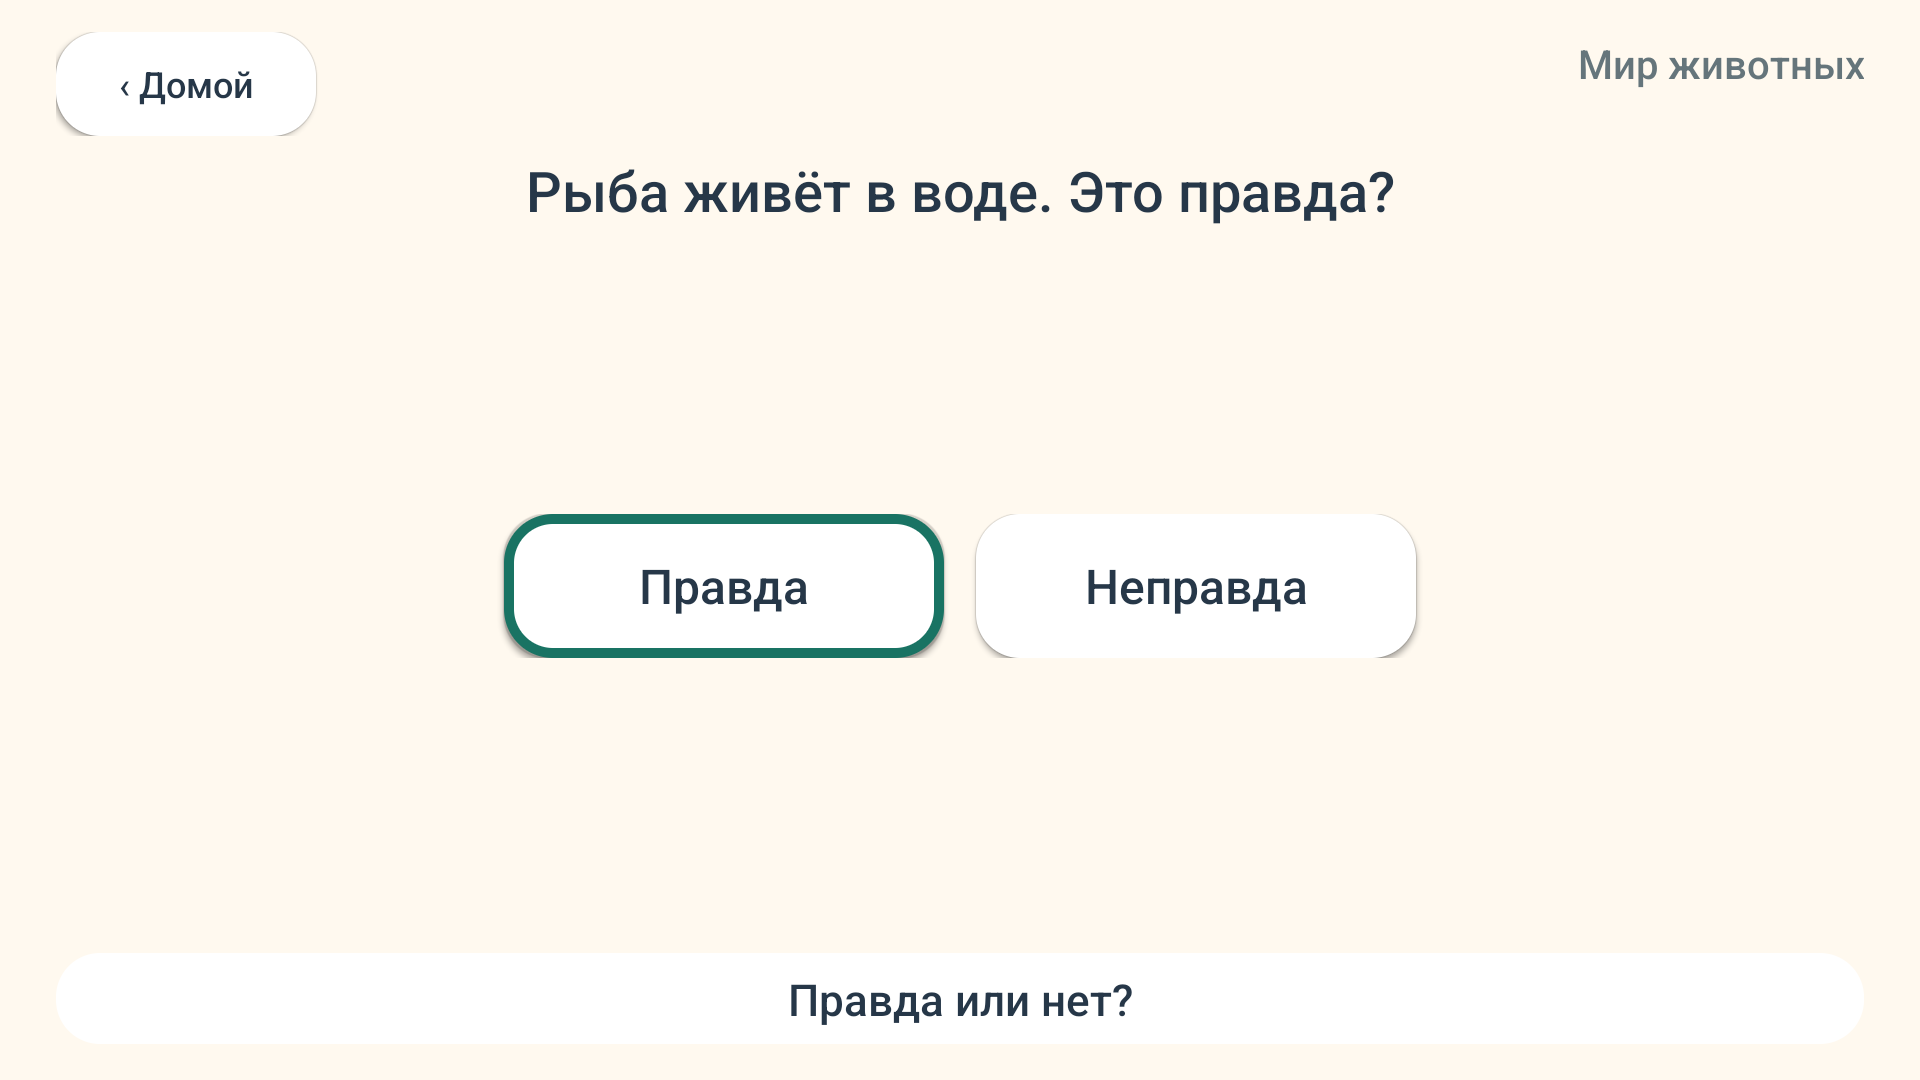 ‹ Домой
Мир животных
Рыба живёт в воде. Это правда?
Правда
Неправда
Правда или нет?